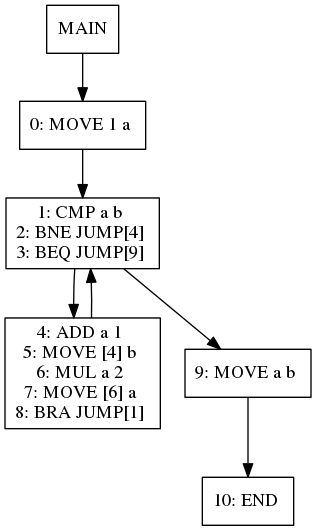 MAIN
0: MOVE 1 a
1: CMP a b
2: BNE JUMP[4]
3: BEQ JUMP[9]
4: ADD a 1
5: MOVE [4] b
6: MUL a 2
7: MOVE [6] a
8: BRA JUMP[1]
9: MOVE a b
10: END